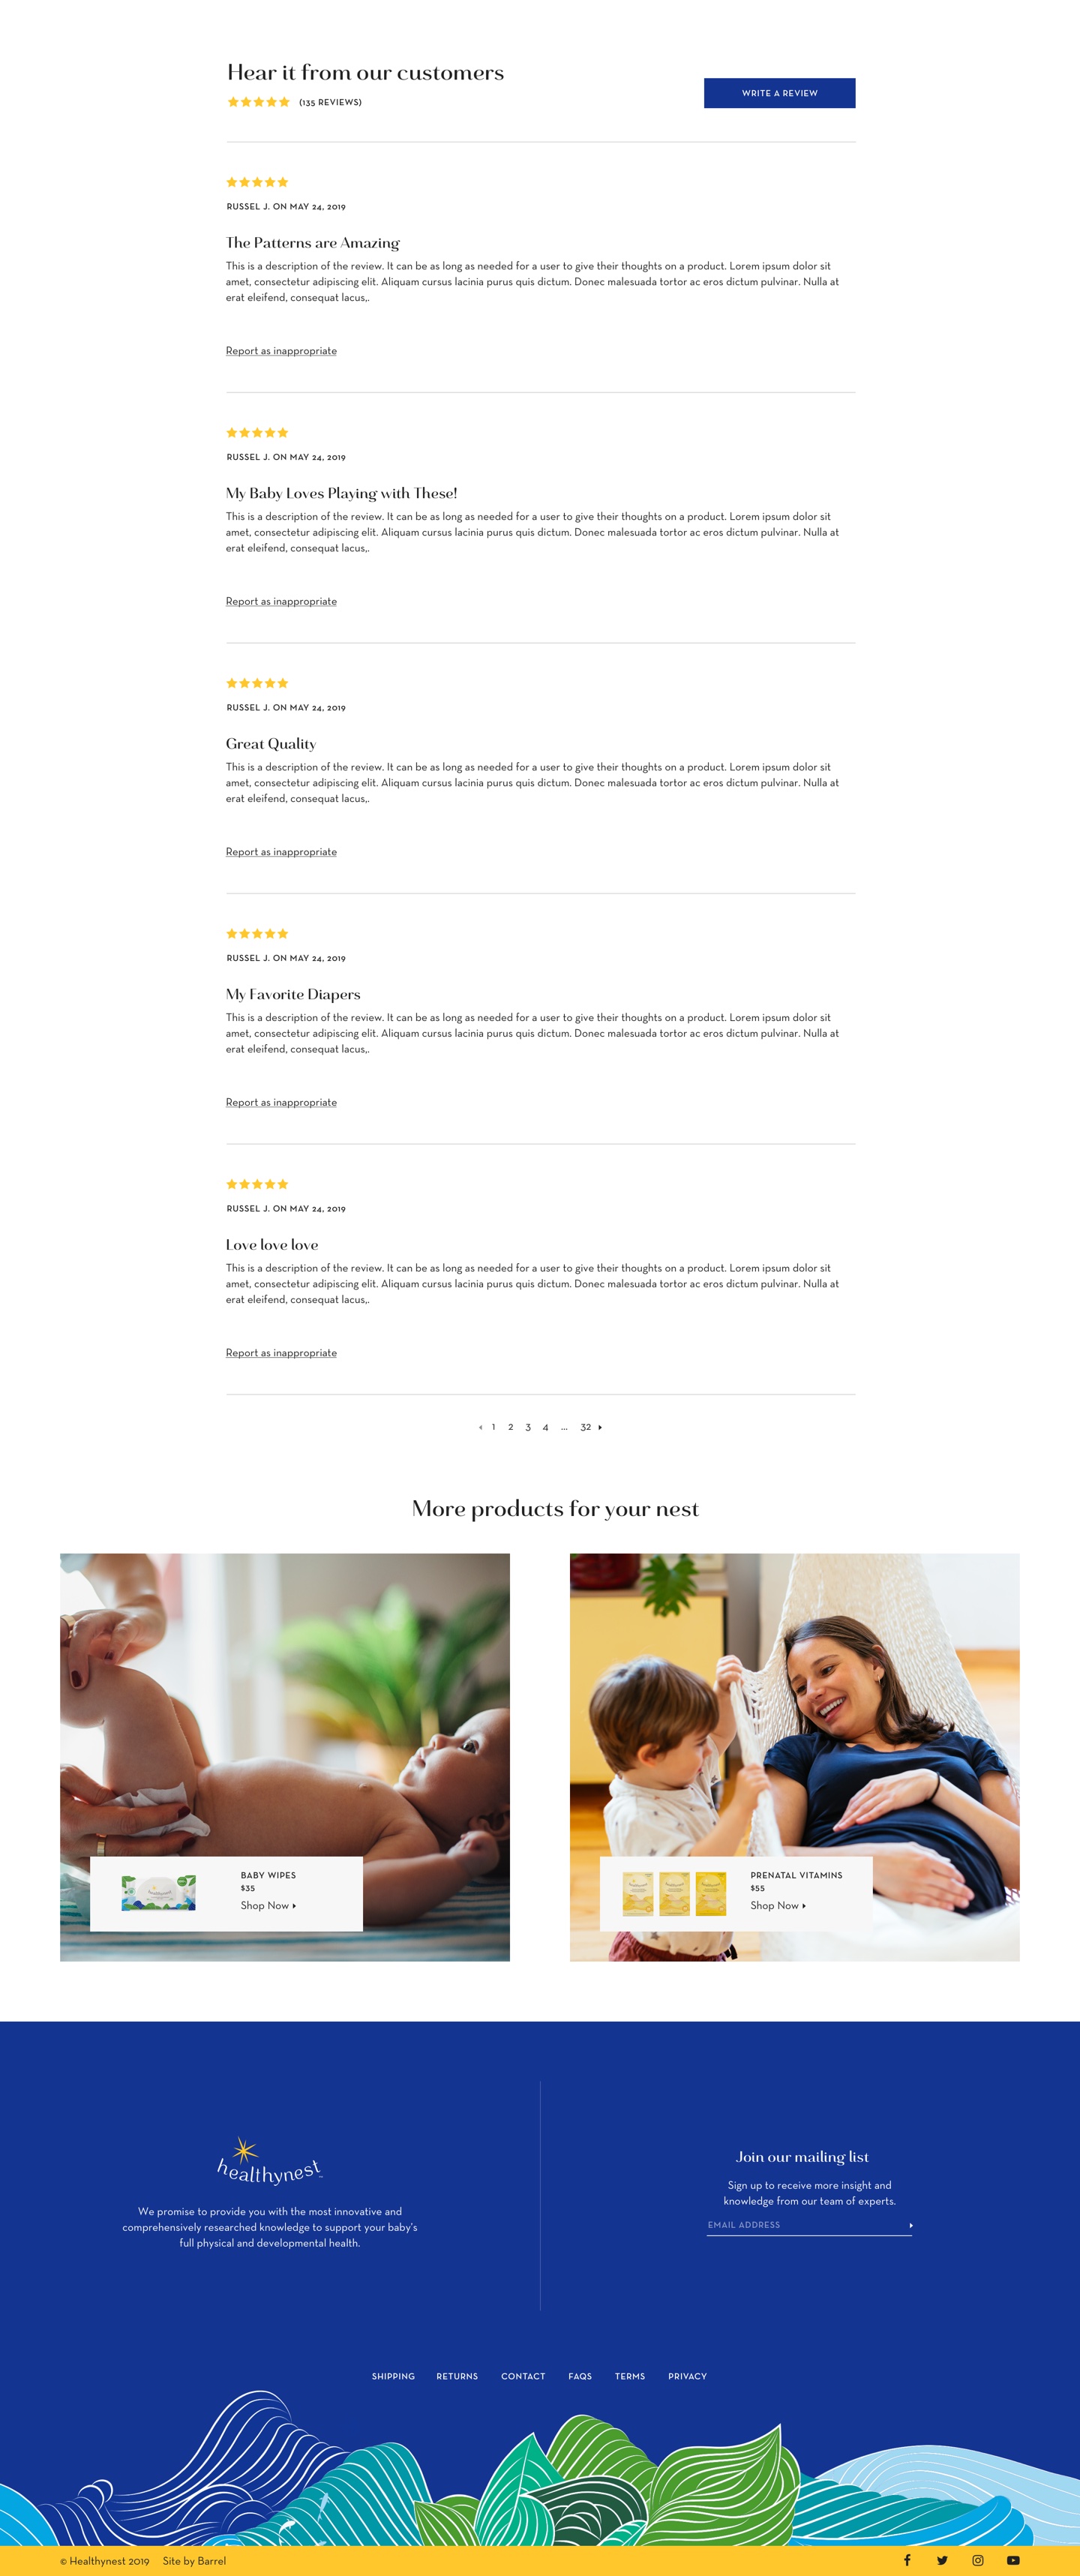 Hear it from our customers
(135 REVIEWS)
WRITE A REVIEW
RUSSEL J. ON MAY 24, 2019
The Patterns are Amazing
This is a description of the review. It can be as long as needed for a user to give their thoughts on a product. Lorem ipsum dolor sit
amet, consectetur adipiscing elit. Aliquam cursus lacinia purus quis dictum. Donec malesuada tortor ac eros dictum pulvinar. Nulla at
erat eleifend, consequat lacus,.
Report as inappropriate
RUSSEL J. ON MAY 24, 2019
My Baby Loves Playing with These!
This is a description of the review. It can be as long as needed for a user to give their thoughts on a product. Lorem ipsum dolor sit
amet, consectetur adipiscing elit. Aliquam cursus lacinia purus quis dictum. Donec malesuada tortor ac eros dictum pulvinar. Nulla at
erat eleifend, consequat lacus,.
Report as inappropriate
RUSSEL J. ON MAY 24, 2019
Great Quality
This is a description of the review. It can be as long as needed for a user to give their thoughts on a product. Lorem ipsum dolor sit
amet, consectetur adipiscing elit. Aliquam cursus lacinia purus quis dictum. Donec malesuada tortor ac eros dictum pulvinar. Nulla at
erat eleifend, consequat lacus,.
Report as inappropriate
RUSSEL J. ON MAY 24, 2019
My Favorite Diapers
This is a description of the review. It can be as long as needed for a user to give their thoughts on a product. Lorem ipsum dolor sit
amet, consectetur adipiscing elit. Aliquam cursus lacinia purus quis dictum. Donec malesuada tortor ac eros dictum pulvinar. Nulla at
erat eleifend, consequat lacus,.
Report as inappropriate
RUSSEL J. ON MAY 24, 2019
Love love love
This is a description of the review. It can be as long as needed for a user to give their thoughts on a product. Lorem ipsum dolor sit
amet, consectetur adipiscing elit. Aliquam cursus lacinia purus quis dictum. Donec malesuada tortor ac eros dictum pulvinar. Nulla at
erat eleifend, consequat lacus,.
Report as inappropriate
1 2 3 4 ... 32
More products for your nest
BABY WIPES
$35
Shop Now
PRENATAL VITAMINS
$55
Shop Now
healthynest
We promise to provide you with the most innovative and
comprehensively researched knowledge to support your baby's
full physical and developmental health.
Join our mailing list
Sign up to receive more insight and
knowledge from our team of experts.
EMAIL ADDRESS
SHIPPING RETURNS CONTACT FAQS TERMS PRIVACY
© Healthynest 2019 Site by Barrel